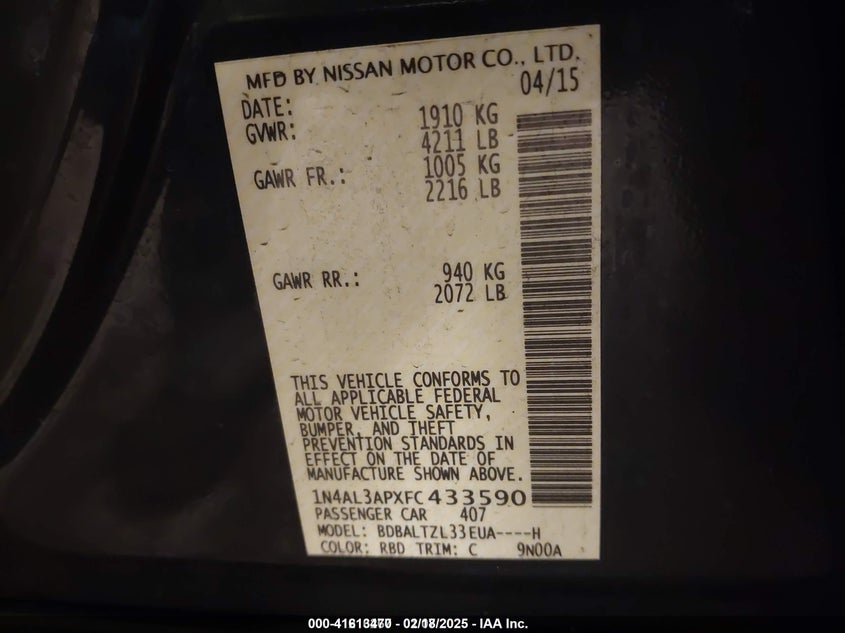 MFD BY NISSAN MOTOR CO., LTD.
DATE: 04/15
GVWR: 1910 KG
4211 LB
GAWR FR.: 1005 KG
2216 LB
GAWR RR.: 940 KG
2072 LB
THIS VEHICLE CONFORMS TO
ALL APPLICABLE FEDERAL
MOTOR VEHICLE SAFETY,
BUMPER, AND THEFT
PREVENTION STANDARDS IN
EFFECT ON THE DATE OF
MANUFACTURE SHOWN ABOVE.
1N4AL3APXFC433590
PASSENGER CAR 407
MODEL: BDBALTZL33EUA----H
COLOR: RBD TRIM: C 9N00A
/2025 - IAA Inc.